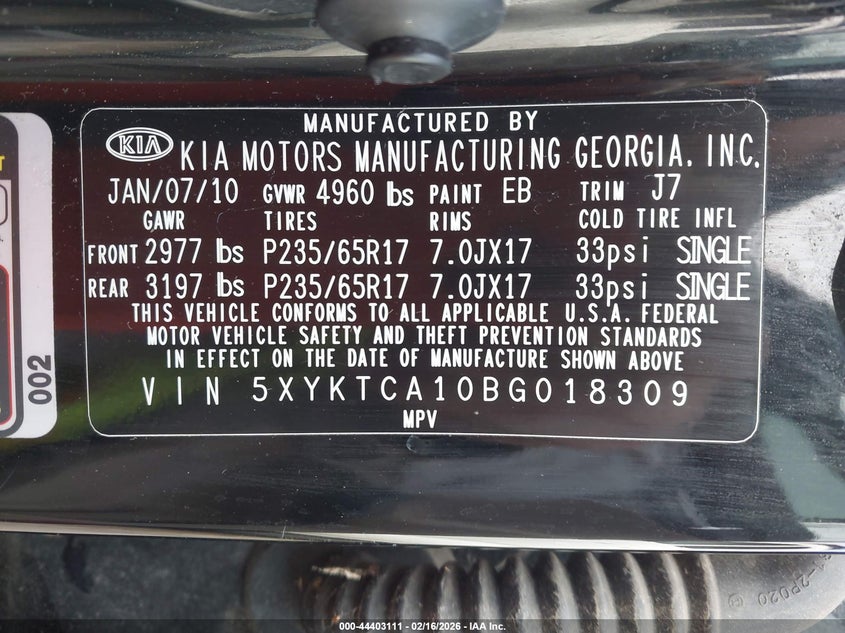 MANUFACTURED BY
KIA KIA MOTORS MANUFACTURING GEORGIA. INC.
JAN/07/10 GVWR 4960 lbs PAINT EB TRIM J7
GAWR TIRES RIMS COLD TIRE INFL
FRONT 2977 lbs P235/65R17 7.0JX17 33psi SINGLE
REAR 3197 lbs P235/65R17 7.0JX17 33psi SINGLE
THIS VEHICLE CONFORMS TO ALL APPLICABLE U.S.A. FEDERAL
MOTOR VEHICLE SAFETY AND THEFT PREVENTION STANDARDS
IN EFFECT ON THE DATE OF MANUFACTURE SHOWN ABOVE
VIN 5XYKTCA10BG018309
MPV
002
000-44403111 - 02/16/2026 - IAA Inc.